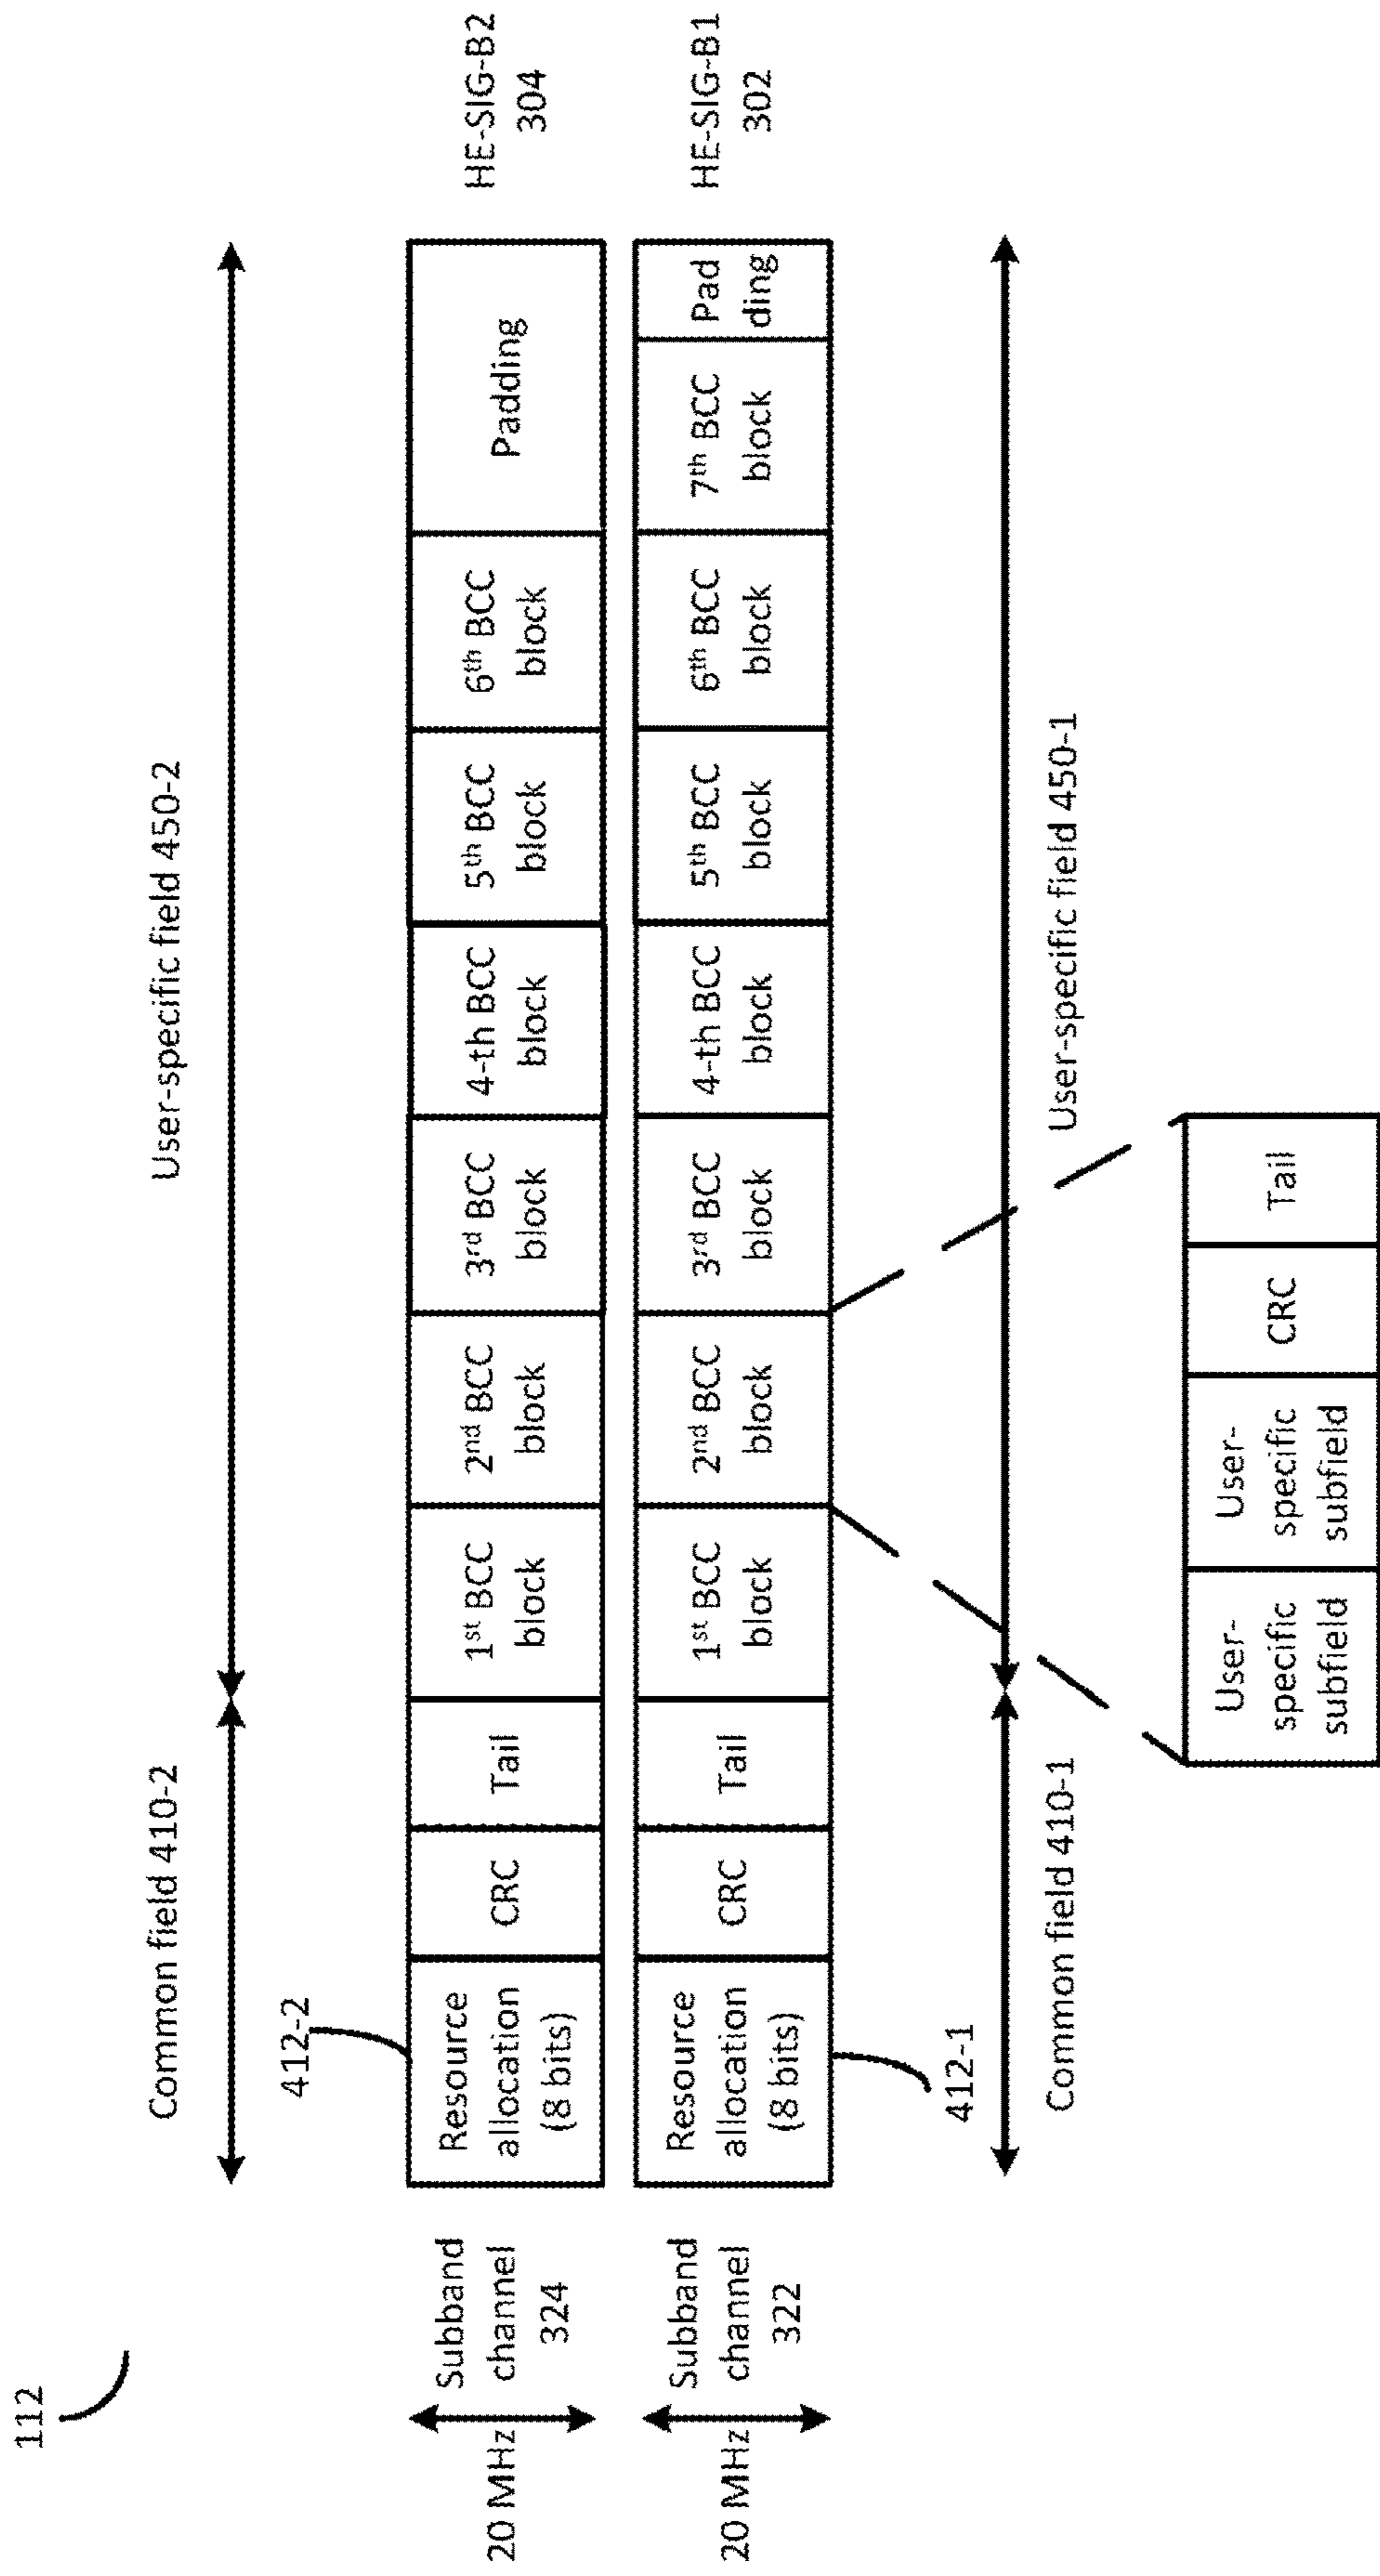 112
Common field 410-2
User-specific field 450-2
412-2
20 MHz
Subband
channel
324
Resource
allocation
(8 bits)
CRC
Tail
1st BCC
block
2nd BCC
block
3rd BCC
block
4-th BCC
block
5th BCC
block
6th BCC
block
Padding
HE-SIG-B2
304
20 MHz
Subband
channel
322
Resource
allocation
(8 bits)
CRC
Tail
1st BCC
block
2nd BCC
block
3rd BCC
block
4-th BCC
block
5th BCC
block
6th BCC
block
7th BCC
block
Pad
ding
HE-SIG-B1
302
412-1
Common field 410-1
User-specific field 450-1
User-
specific
subfield
User-
specific
subfield
CRC
Tail